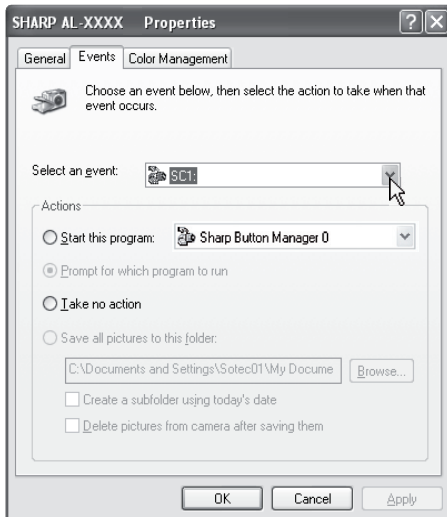 SHARP AL-XXXX Properties
General Events Color Management
Choose an event below, then select the action to take when that
event occurs.
Select an event: SC1:
Actions
Start this program: Sharp Button Manager O
Prompt for which program to run
Take no action
Save all pictures to this folder:
C:\Documents and Settings\Sotec01\My Docume Browse...
Create a subfolder using today's date
Delete pictures from camera after saving them
OK Cancel Apply